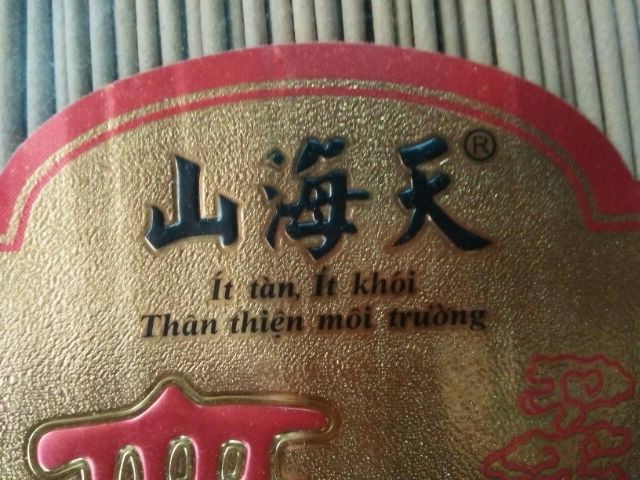 山海天®
Ít tàn, Ít khói
Thân thiện môi trường